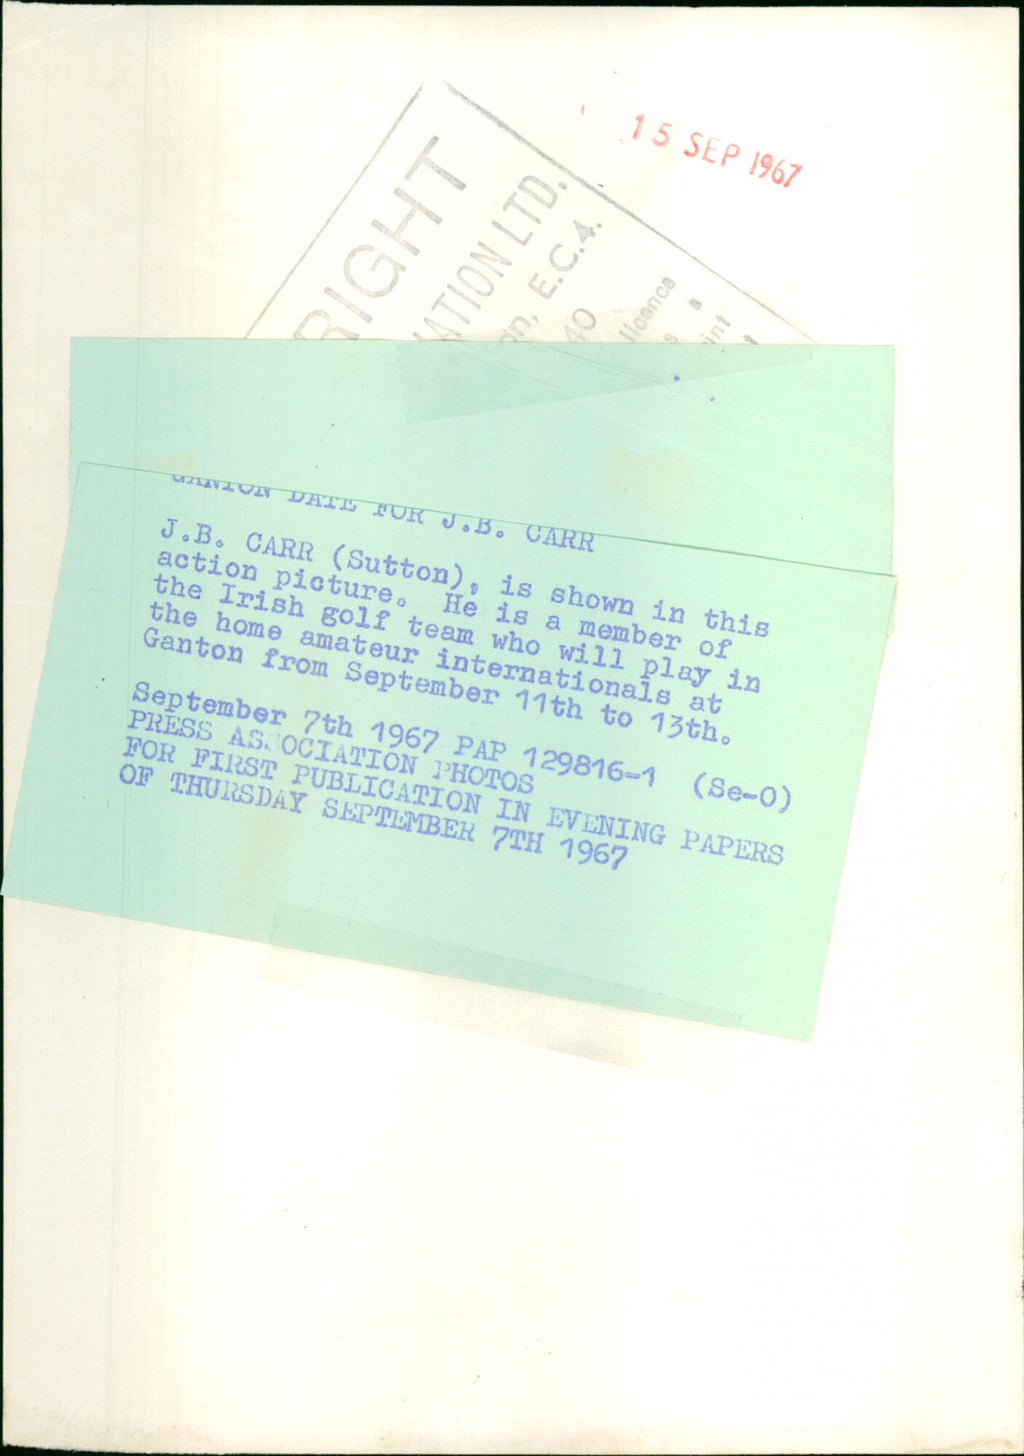 15 SEP 1967
RIGHT
ATION LTD.
E.C.4.
40
licence
GANTON DATE FOR J.B. CARR
J.B. CARR (Sutton), is shown in this
action picture. He is a member of
the Irish golf team who will play in
the home amateur internationals at
Ganton from September 11th to 13th.
September 7th 1967 PAP 129816-1 (Se-O)
PRESS ASSOCIATION PHOTOS
FOR FIRST PUBLICATION IN EVENING PAPERS
OF THURSDAY SEPTEMBER 7TH 1967